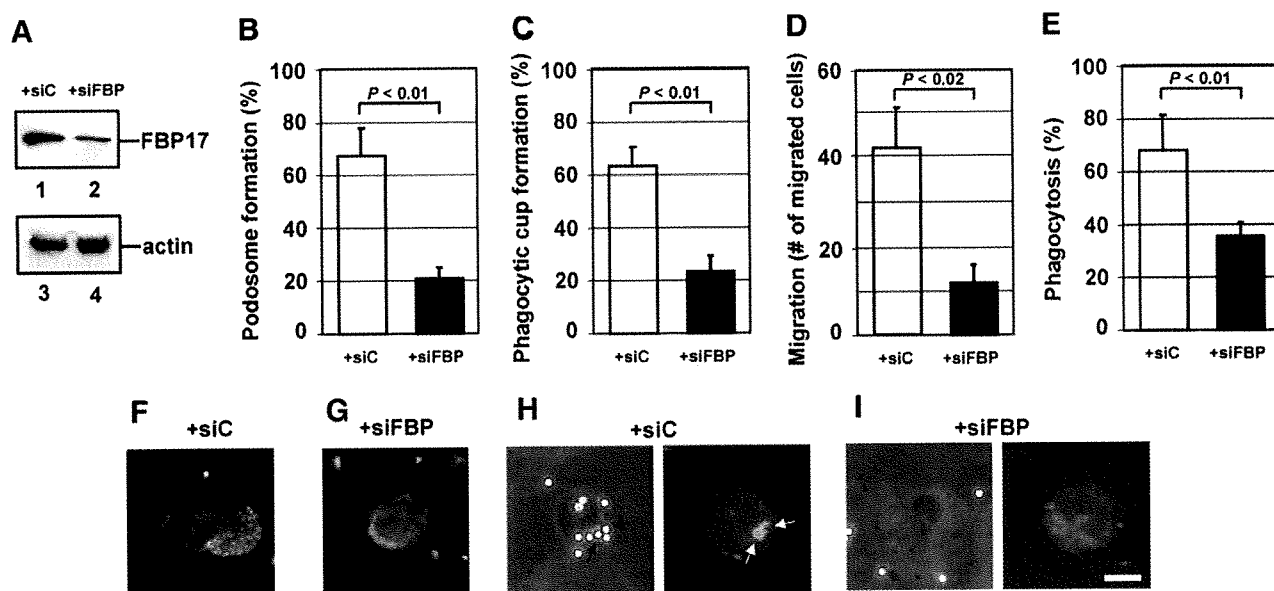 A
+siC +siFBP
FBP17
1 2
actin
3 4
B
Podosome formation (%)
100
80
60
40
20
0
P < 0.01
+siC +siFBP
C
Phagocytic cup formation (%)
100
80
60
40
20
0
P < 0.01
+siC +siFBP
D
Migration (# of migrated cells)
60
40
20
0
P < 0.02
+siC +siFBP
E
Phagocytosis (%)
100
80
60
40
20
0
P < 0.01
+siC +siFBP
F
+siC
G
+siFBP
H
+siC
I
+siFBP